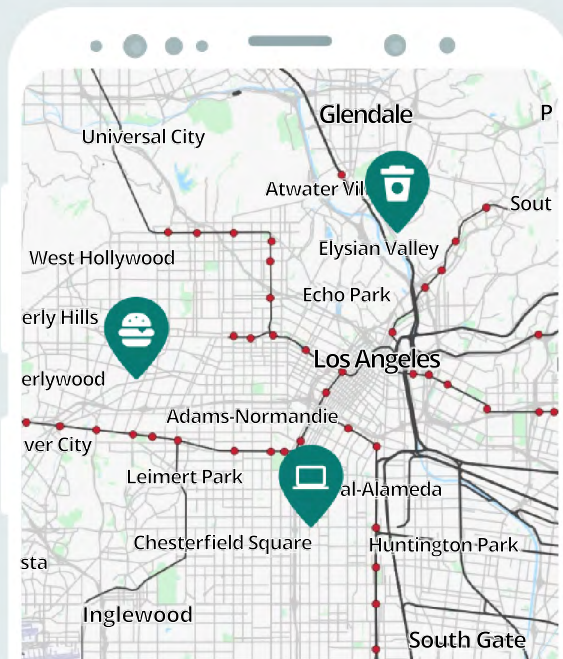 Glendale
P
Universal City
Atwater Vil
Sout
Elysian Valley
West Hollywood
Echo Park
erly Hills
Los Angeles
erlywood
Adams-Normandie
ver City
Leimert Park
al-Alameda
Chesterfield Square
Huntington Park
sta
Inglewood
South Gate